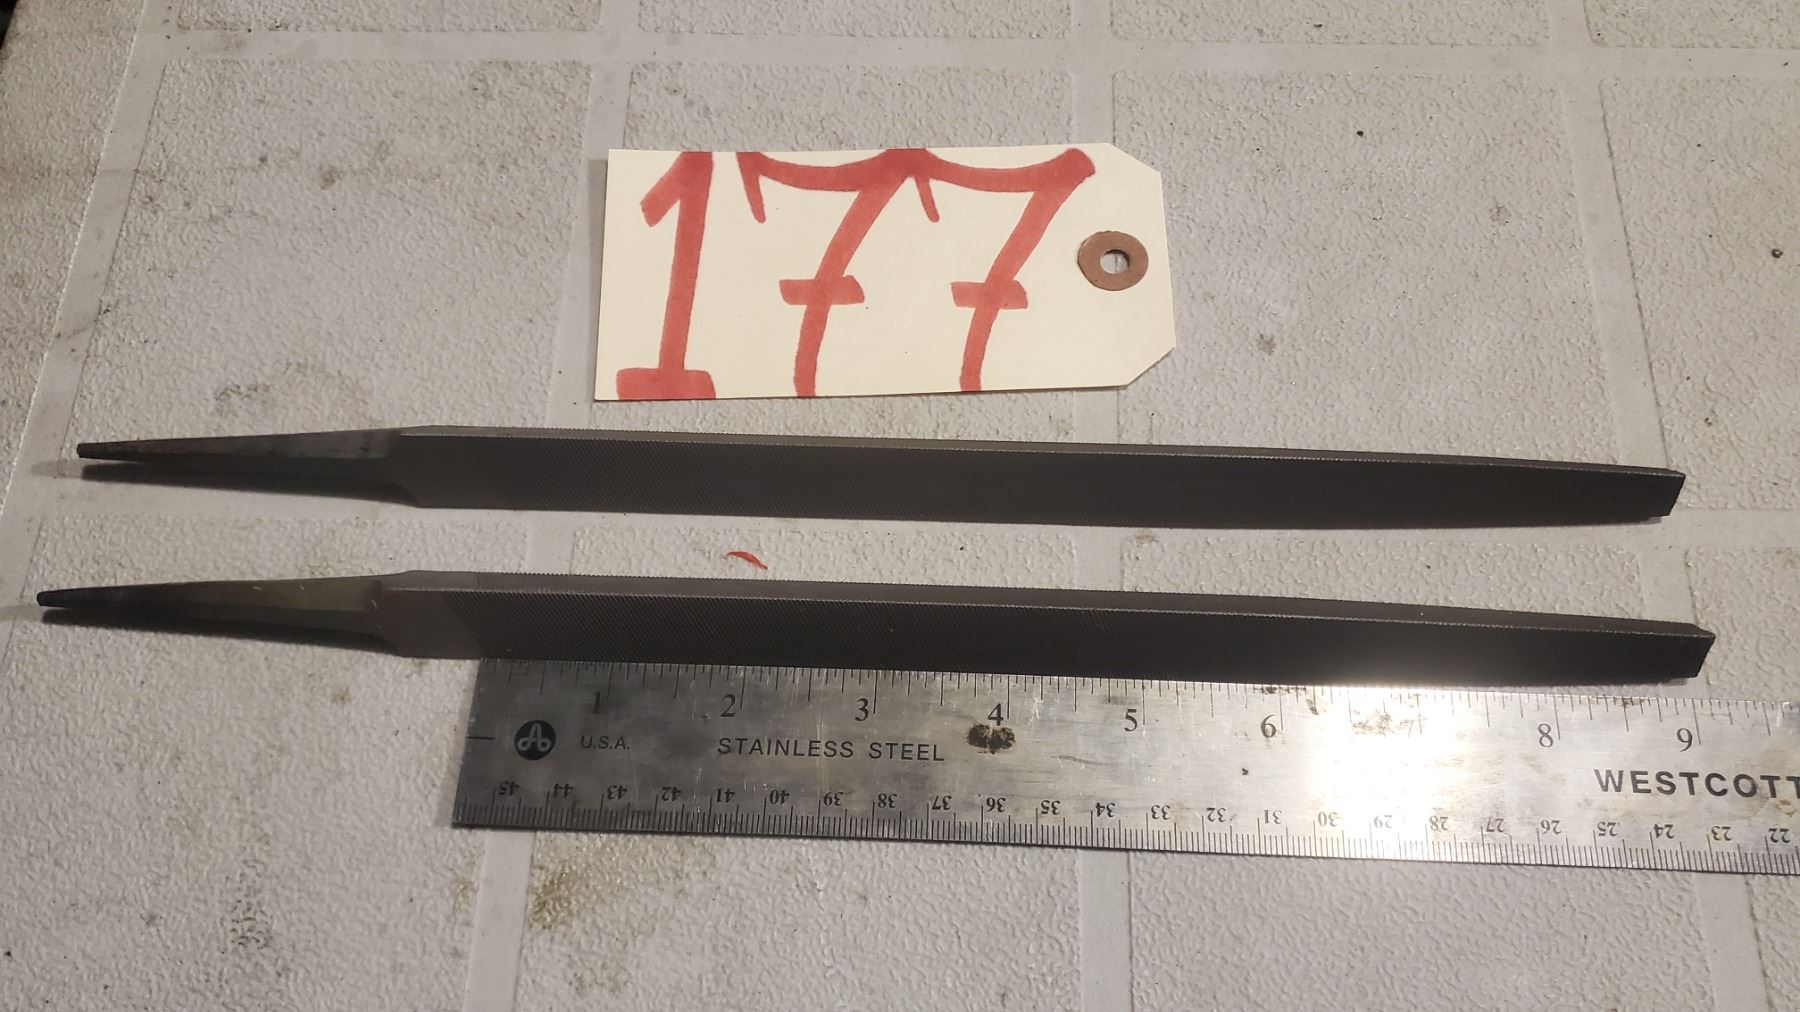 177
1 2 3 4 5 6 7 8 9
U.S.A. STAINLESS STEEL
WESTCOTT
45 44 43 42 41 40 39 38 37 36 35 34 33 32 31 30 29 28 27 26 25 24 23 22